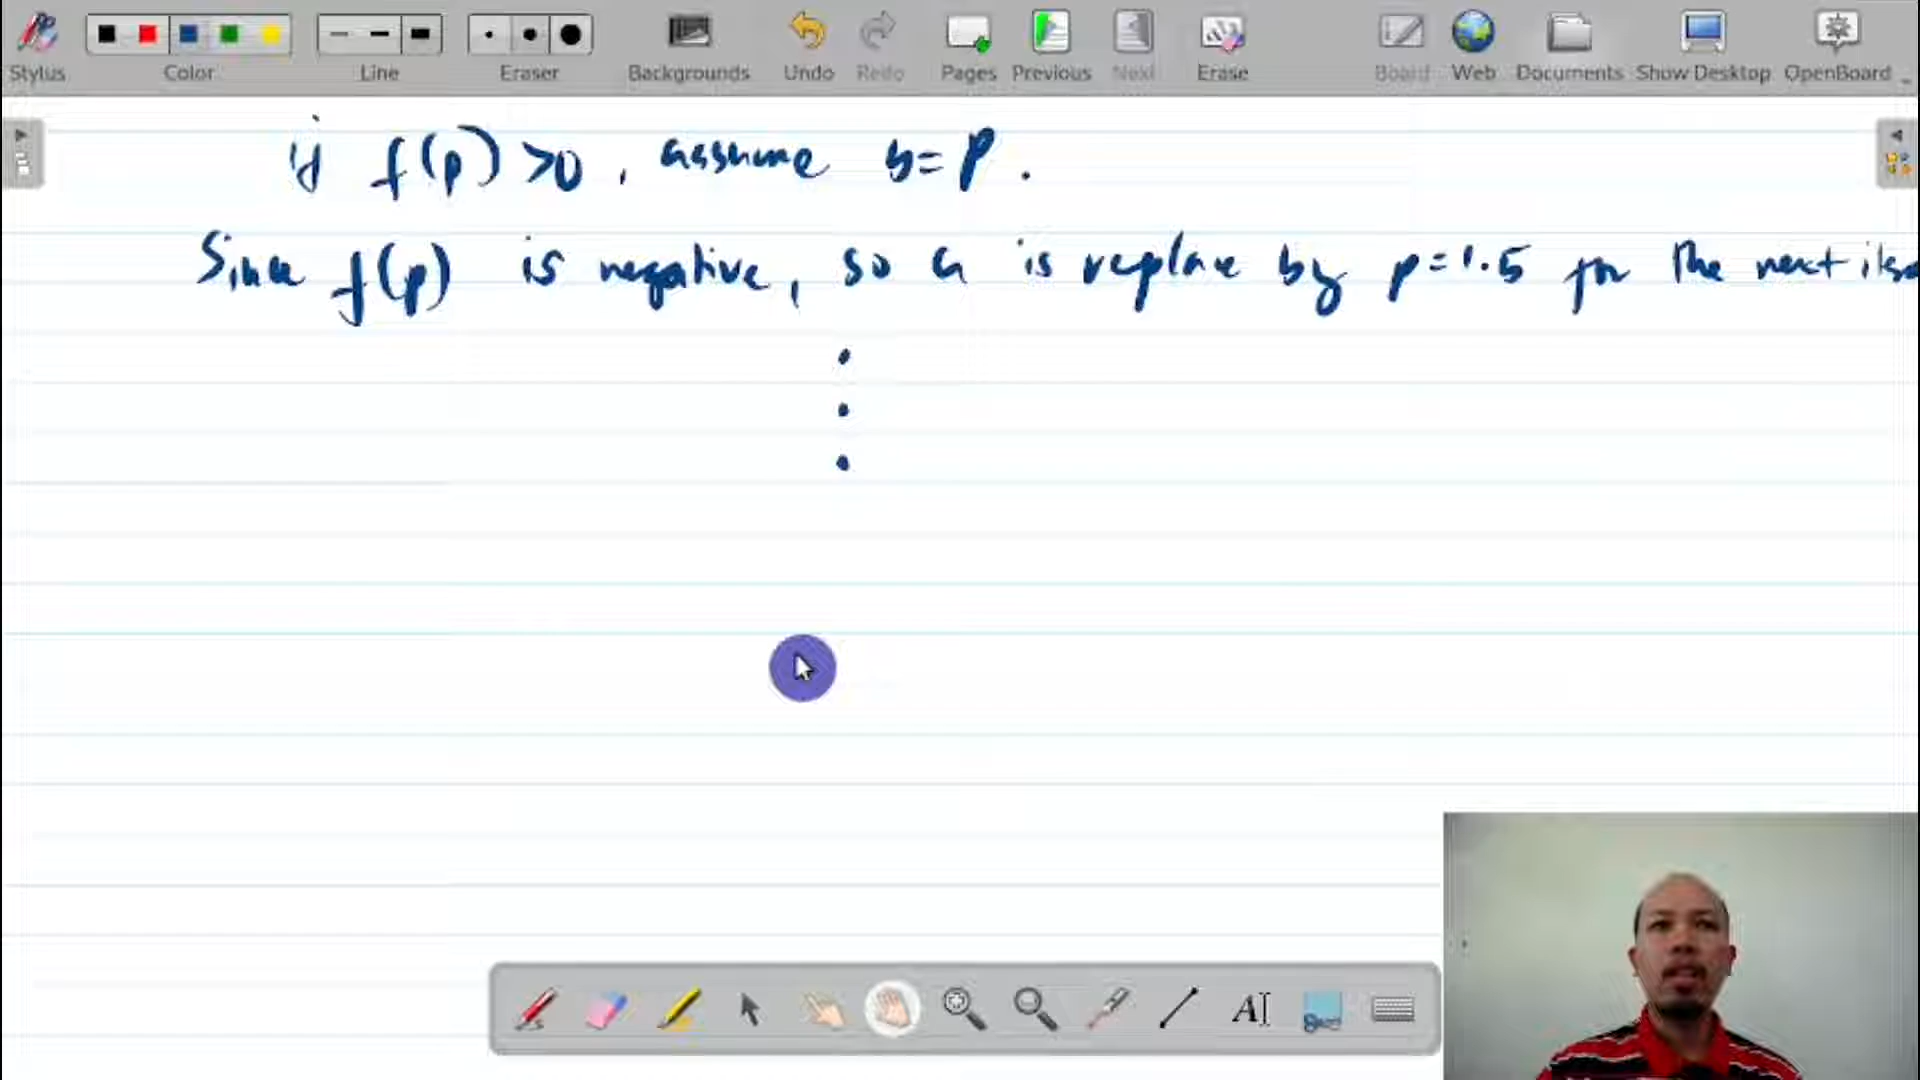 Stylus
Color
Line
Eraser
Backgrounds
Undo
Redo
Pages
Previous
Next
Erase
Board
Web
Documents
Show Desktop
OpenBoard
if f(p) >0, assume b= p.
Since f(p) is negative, so a is replace by p=1.5 for the next
AI